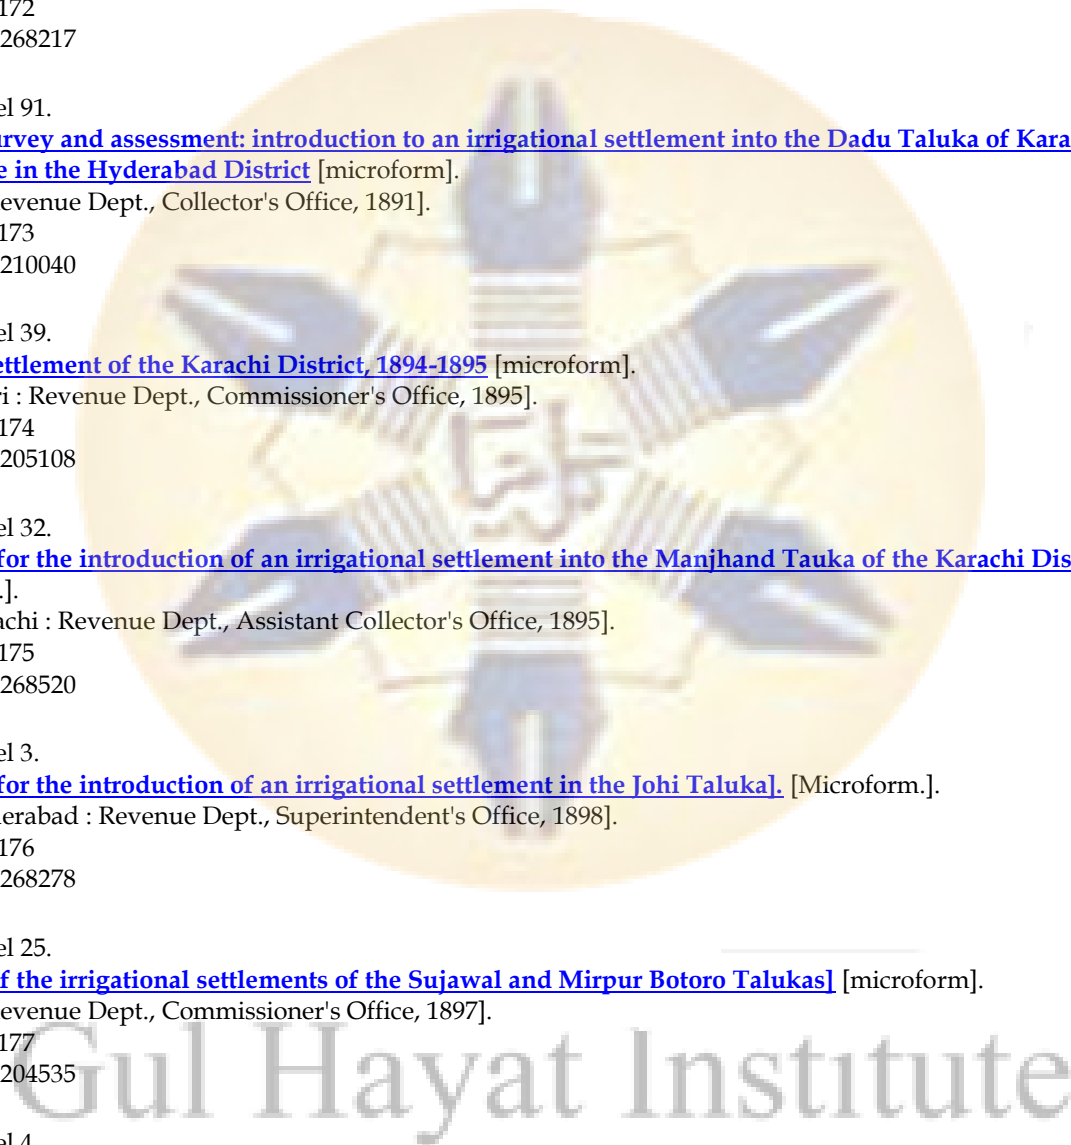 172
268217
el 91.
urvey and assessment: introduction to an irrigational settlement into the Dadu Taluka of Kara
e in the Hyderabad District [microform].
evenue Dept., Collector's Office, 1891].
173
210040
el 39.
ettlement of the Karachi District, 1894-1895 [microform].
ri : Revenue Dept., Commissioner's Office, 1895].
174
205108
el 32.
for the introduction of an irrigational settlement into the Manjhand Tauka of the Karachi Dis
.].
achi : Revenue Dept., Assistant Collector's Office, 1895].
175
268520
el 3.
for the introduction of an irrigational settlement in the Johi Taluka]. [Microform.].
lerabad : Revenue Dept., Superintendent's Office, 1898].
176
268278
el 25.
f the irrigational settlements of the Sujawal and Mirpur Botoro Talukas] [microform].
evenue Dept., Commissioner's Office, 1897].
177
204535
Gul Hayat Institute
el 4